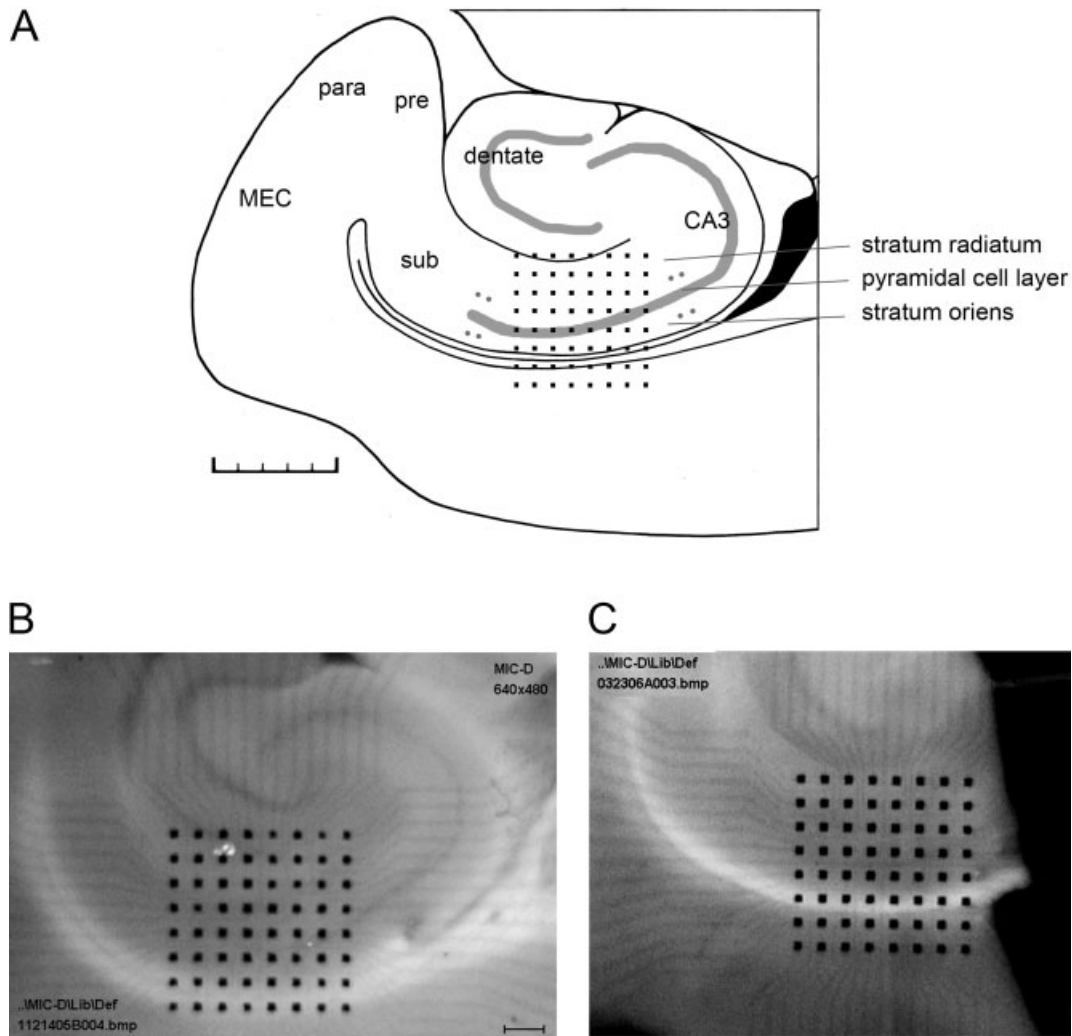 A
para
pre
dentate
MEC
CA3
sub
stratum radiatum
pyramidal cell layer
stratum oriens
B
MIC-D
640x480
..\MIC-D\Lib\Def
1121405B004.bmp
C
..\MIC-D\Lib\Def
032306A003.bmp